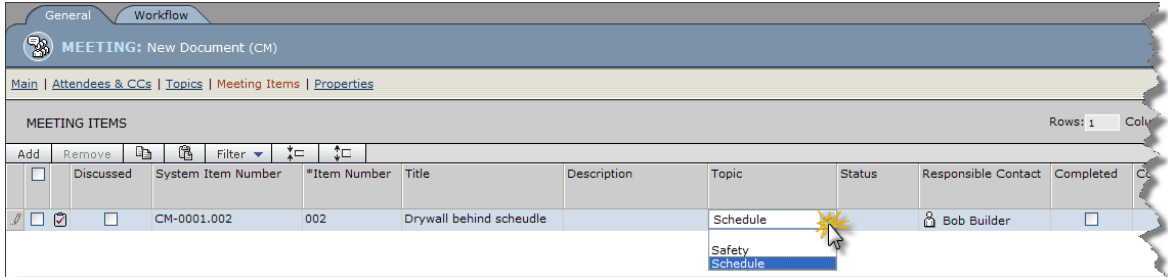 General Workflow
MEETING: New Document (CM)
Main | Attendees & CCs | Topics | Meeting Items | Properties
MEETING ITEMS Rows: 1
Add Remove Filter
Discussed System Item Number *Item Number Title Description Topic Status Responsible Contact Completed
CM-0001.002 002 Drywall behind scheudle Schedule Bob Builder
Safety
Schedule